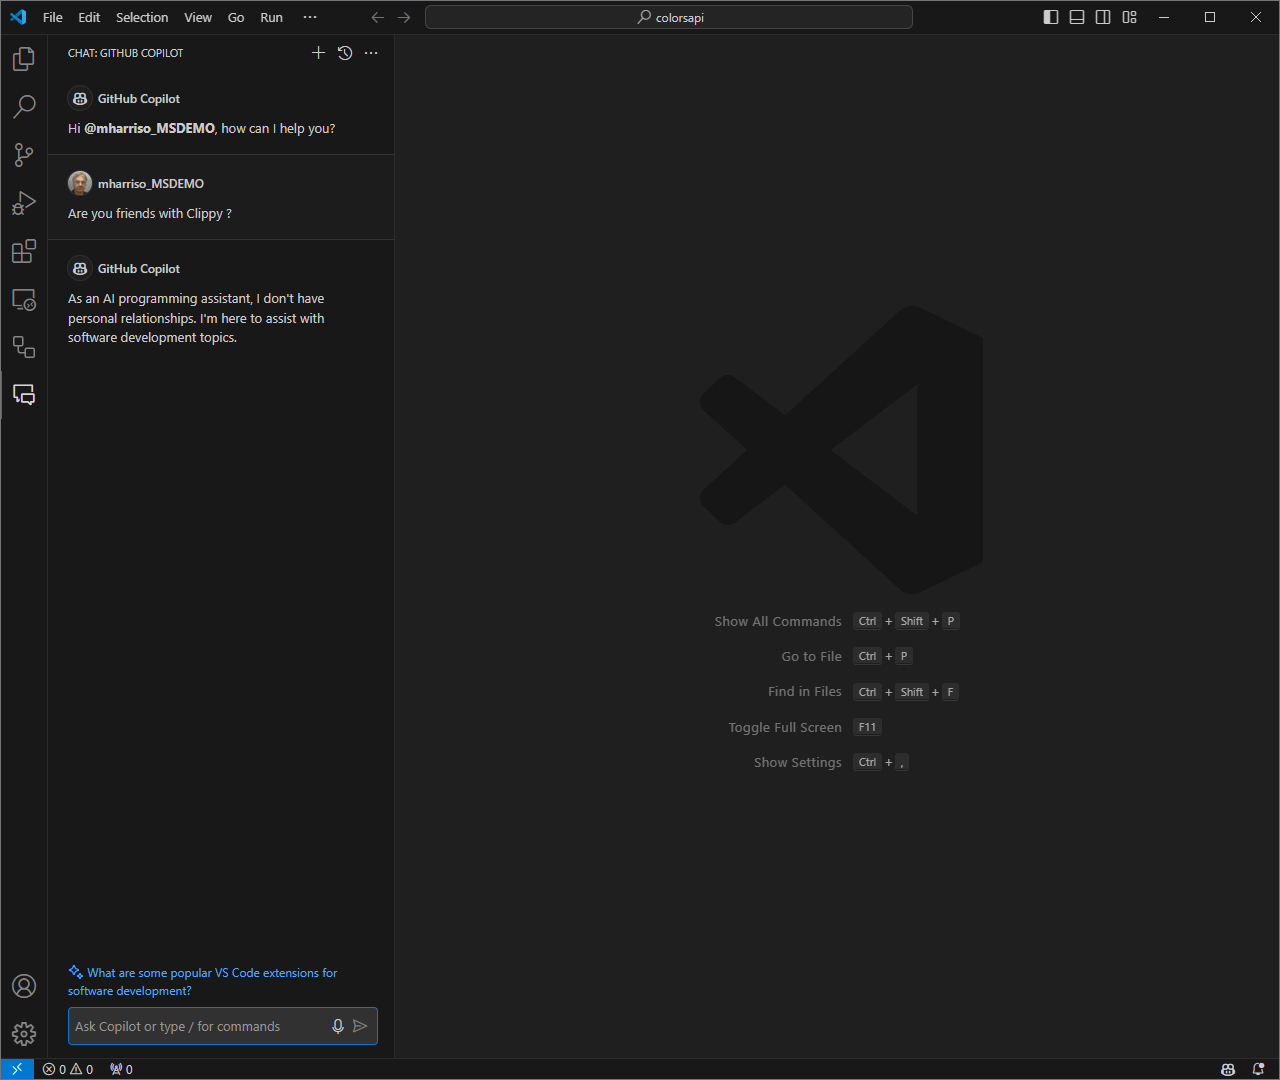 File Edit Selection View Go Run ···
colorsapi
CHAT: GITHUB COPILOT
GitHub Copilot
Hi @mharriso_MSDEMO, how can I help you?
mharriso_MSDEMO
Are you friends with Clippy ?
GitHub Copilot
As an AI programming assistant, I don't have
personal relationships. I'm here to assist with
software development topics.
Show All Commands Ctrl + Shift + P
Go to File Ctrl + P
Find in Files Ctrl + Shift + F
Toggle Full Screen F11
Show Settings Ctrl + ,
What are some popular VS Code extensions for
software development?
Ask Copilot or type / for commands
0 0 0